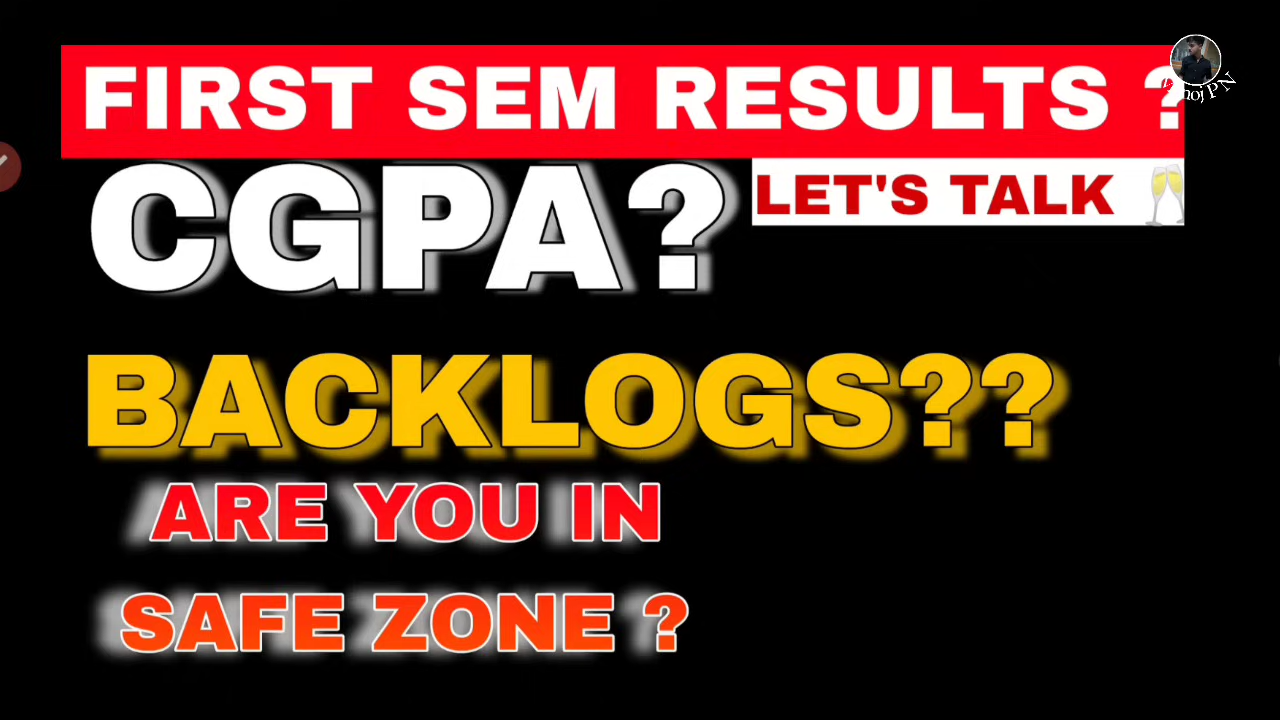 FIRST SEM RESULTS ?
CGPA?
LET'S TALK 🥂
BACKLOGS??
ARE YOU IN
SAFE ZONE ?